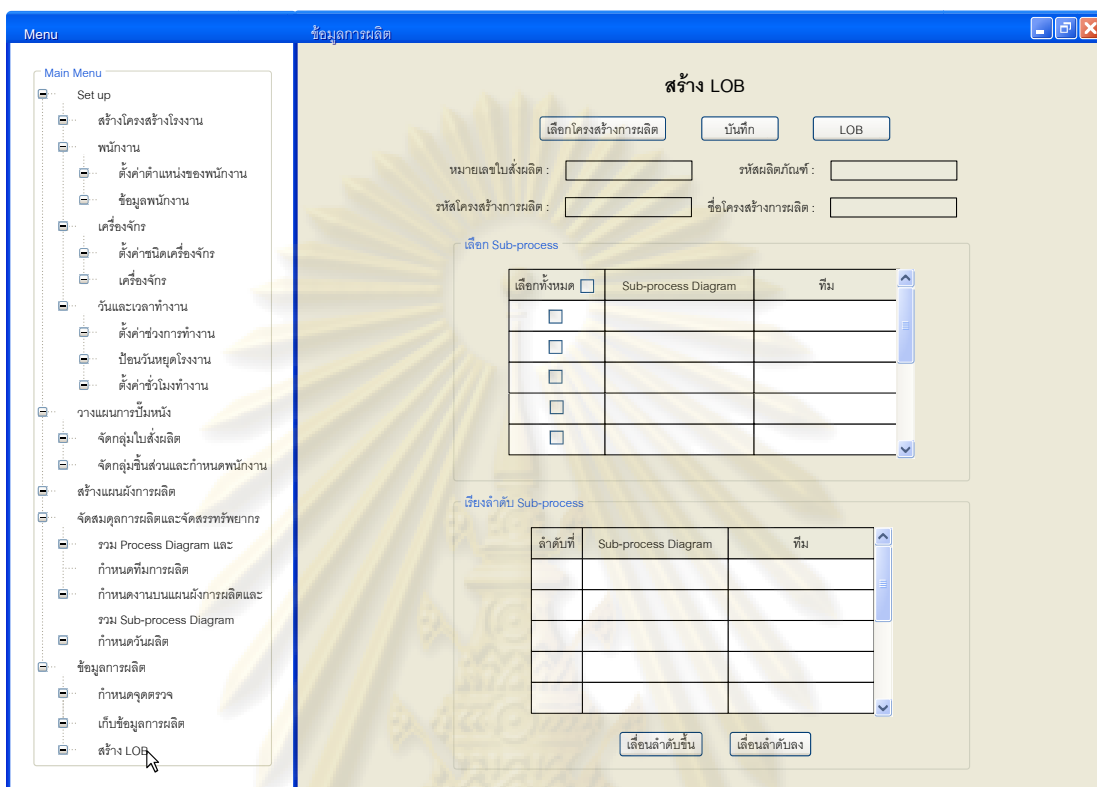 Menu
ข้อมูลการผลิต
Main Menu
Set up
สร้างโครงสร้างโรงงาน
พนักงาน
ตั้งค่าตำแหน่งของพนักงาน
ข้อมูลพนักงาน
เครื่องจักร
ตั้งค่าชนิดเครื่องจักร
เครื่องจักร
วันและเวลาทำงาน
ตั้งค่าช่วงการทำงาน
ป้อนวันหยุดโรงงาน
ตั้งค่าชั่วโมงทำงาน
วางแผนการปั๊มหนัง
จัดกลุ่มใบสั่งผลิต
จัดกลุ่มชิ้นส่วนและกำหนดพนักงาน
สร้างแผนผังการผลิต
จัดสมดุลการผลิตและจัดสรรทรัพยากร
รวม Process Diagram และ
กำหนดทีมการผลิต
กำหนดงานบนแผนผังการผลิตและ
รวม Sub-process Diagram
กำหนดวันผลิต
ข้อมูลการผลิต
กำหนดจุดตรวจ
เก็บข้อมูลการผลิต
สร้าง LOB
สร้าง LOB
เลือกโครงสร้างการผลิต บันทึก LOB
หมายเลขใบสั่งผลิต : รหัสผลิตภัณฑ์ :
รหัสโครงสร้างการผลิต : ชื่อโครงสร้างการผลิต :
เลือก Sub-process
เลือกทั้งหมด Sub-process Diagram ทีม
เรียงลำดับ Sub-process
ลำดับที่ Sub-process Diagram ทีม
เลื่อนลำดับขึ้น เลื่อนลำดับลง